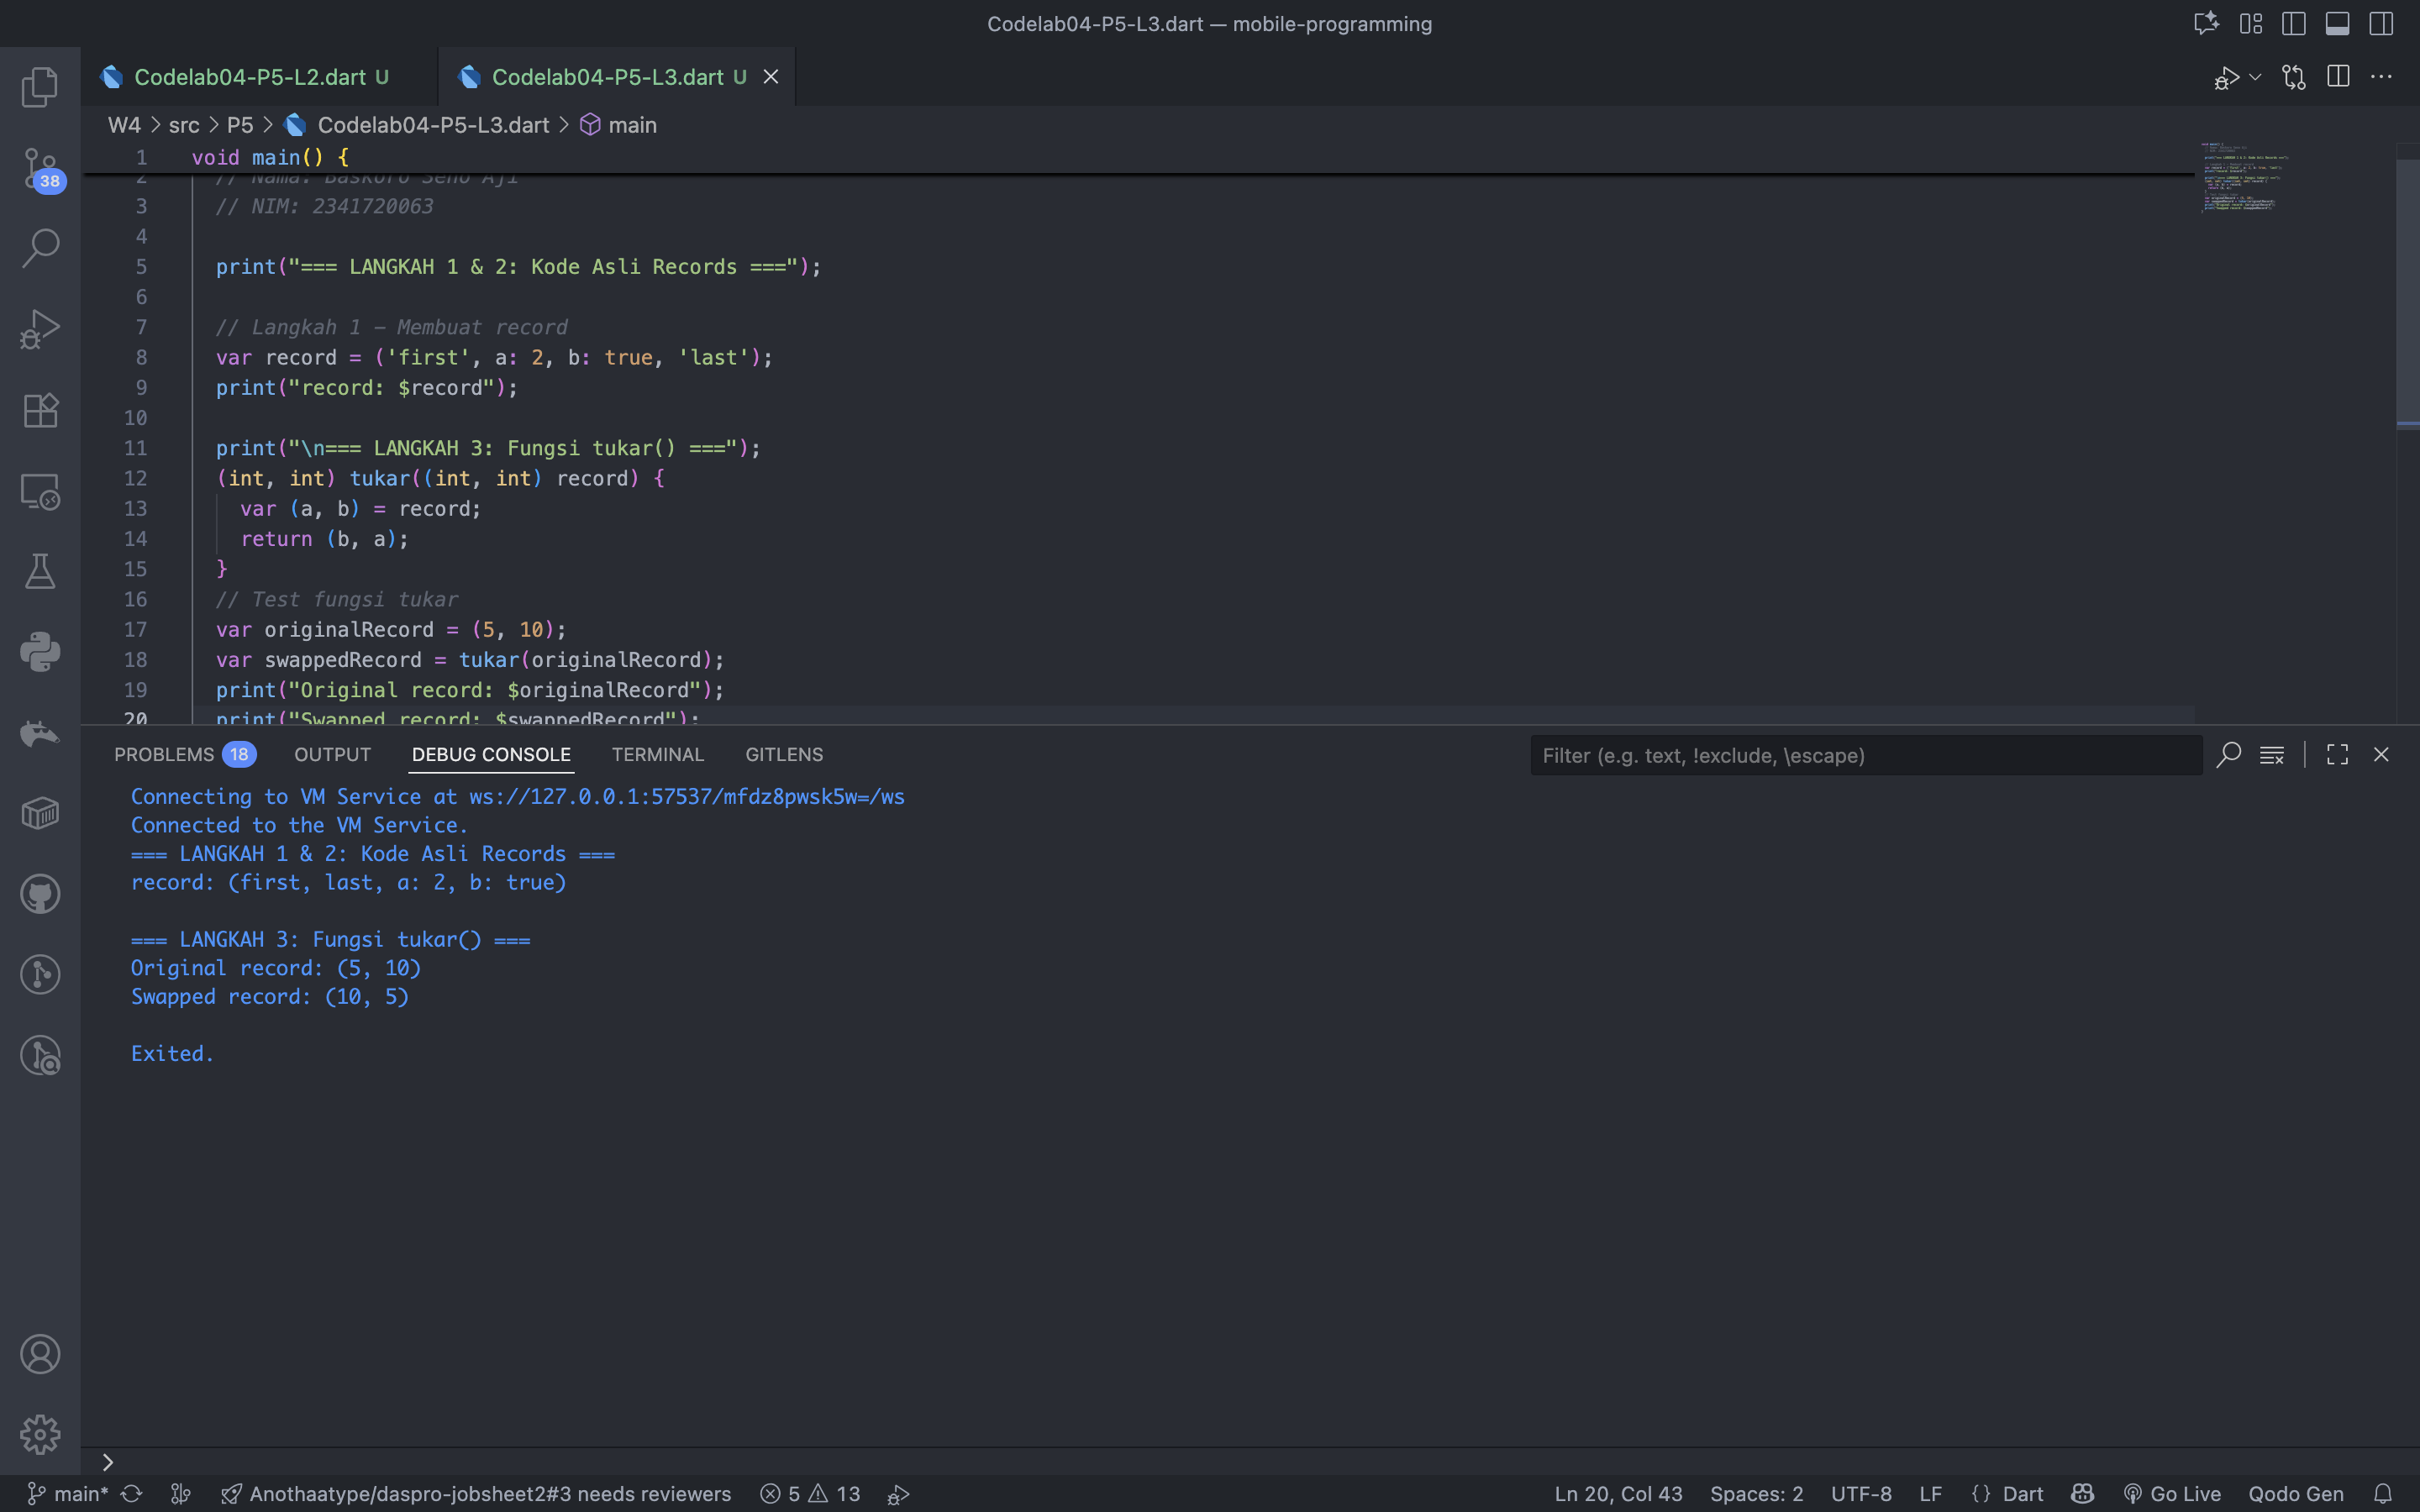 Codelab04-P5-L3.dart — mobile-programming
Codelab04-P5-L2.dart U
Codelab04-P5-L3.dart U
W4 > src > P5 > Codelab04-P5-L3.dart > main
1 void main() {
2 // Nama: Baskoro Seno Aji
3 // NIM: 2341720063
4
5 print("=== LANGKAH 1 & 2: Kode Asli Records ===");
6
7 // Langkah 1 - Membuat record
8 var record = ('first', a: 2, b: true, 'last');
9 print("record: $record");
10
11 print("\n=== LANGKAH 3: Fungsi tukar() ===");
12 (int, int) tukar((int, int) record) {
13 var (a, b) = record;
14 return (b, a);
15 }
16 // Test fungsi tukar
17 var originalRecord = (5, 10);
18 var swappedRecord = tukar(originalRecord);
19 print("Original record: $originalRecord");
20 print("Swapped record: $swappedRecord");
38
PROBLEMS 18 OUTPUT DEBUG CONSOLE TERMINAL GITLENS
Filter (e.g. text, !exclude, \escape)
Connecting to VM Service at ws://127.0.0.1:57537/mfdz8pwsk5w=/ws
Connected to the VM Service.
=== LANGKAH 1 & 2: Kode Asli Records ===
record: (first, last, a: 2, b: true)
=== LANGKAH 3: Fungsi tukar() ===
Original record: (5, 10)
Swapped record: (10, 5)
Exited.
>
main* Anothaatype/daspro-jobsheet2#3 needs reviewers 5 13
Ln 20, Col 43 Spaces: 2 UTF-8 LF {} Dart Go Live Qodo Gen